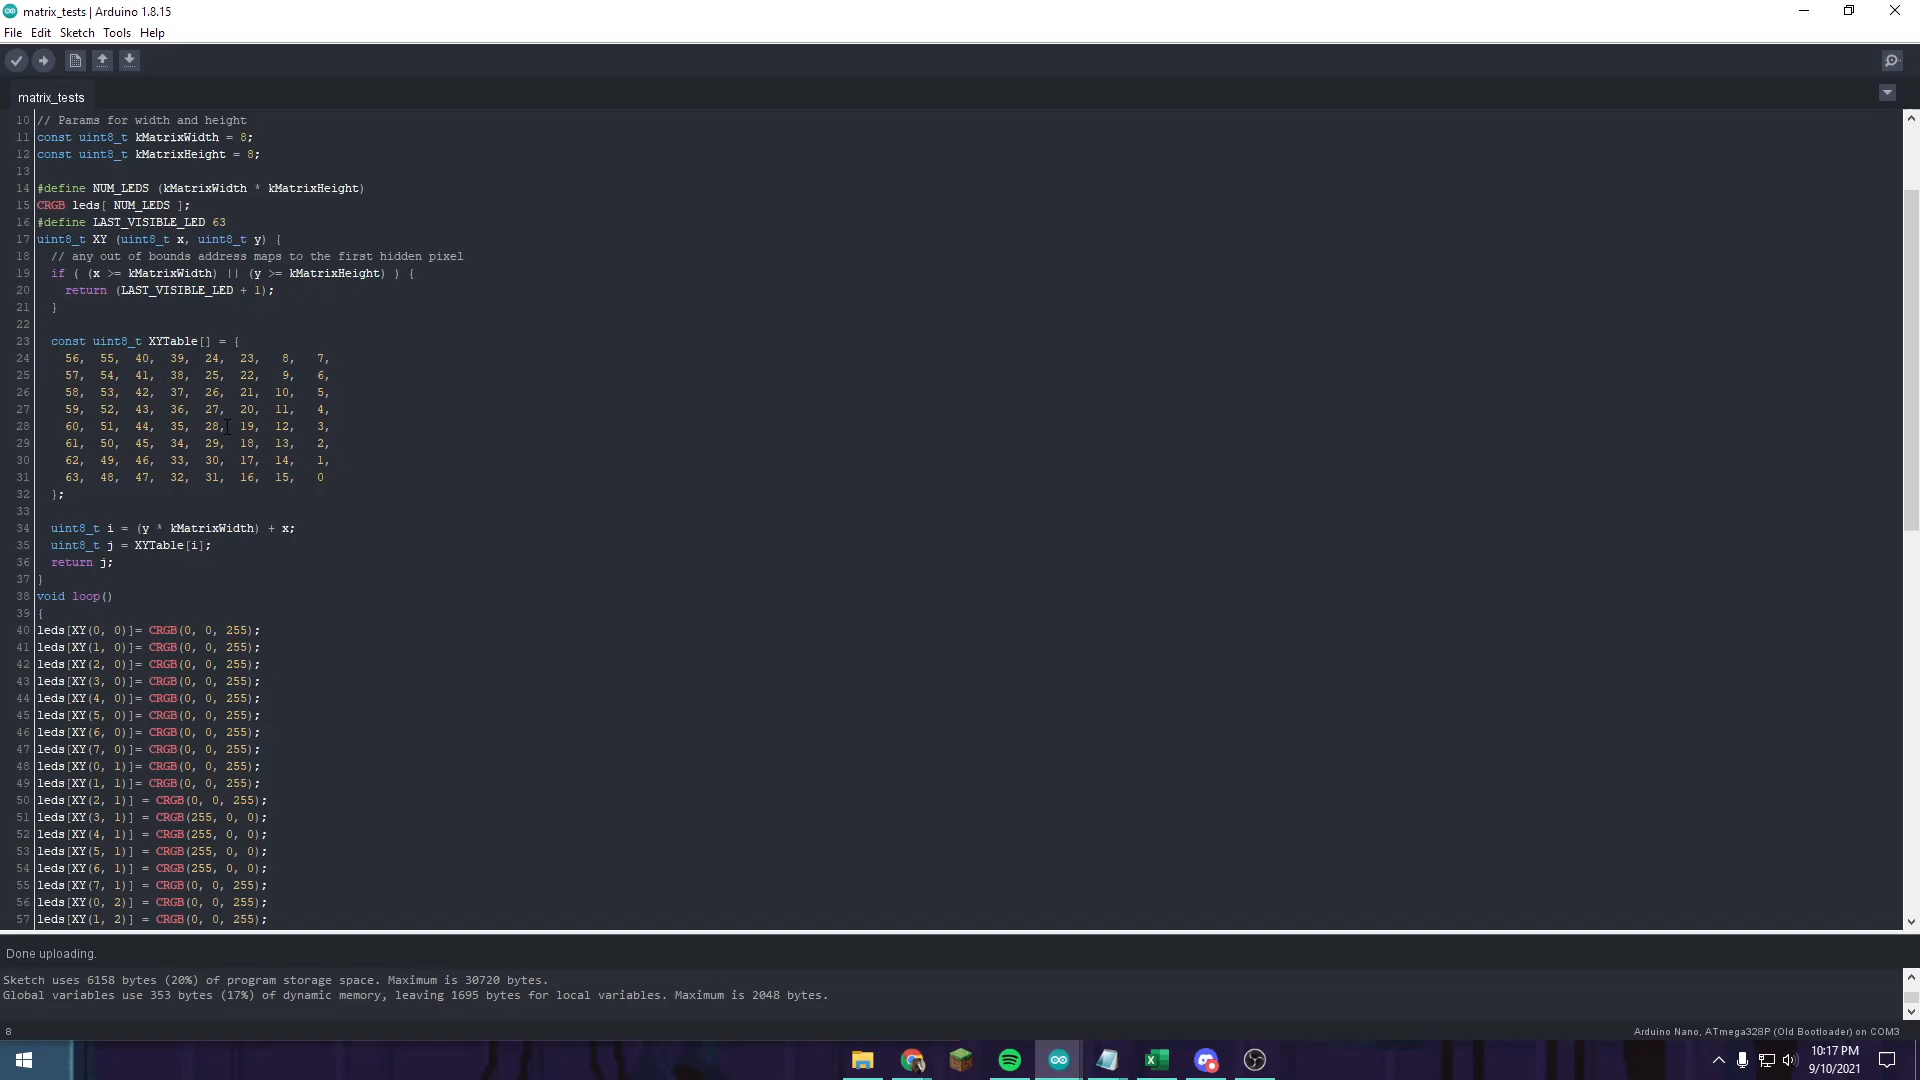 matrix_tests | Arduino 1.8.15
File Edit Sketch Tools Help
matrix_tests
10 // Params for width and height
11 const uint8_t kMatrixWidth = 8;
12 const uint8_t kMatrixHeight = 8;
13
14 #define NUM_LEDS (kMatrixWidth * kMatrixHeight)
15 CRGB leds[ NUM_LEDS ];
16 #define LAST_VISIBLE_LED 63
17 uint8_t XY (uint8_t x, uint8_t y) {
18 // any out of bounds address maps to the first hidden pixel
19 if ( (x >= kMatrixWidth) || (y >= kMatrixHeight) ) {
20 return (LAST_VISIBLE_LED + 1);
21 }
22
23 const uint8_t XYTable[] = {
24 56, 55, 40, 39, 24, 23, 8, 7,
25 57, 54, 41, 38, 25, 22, 9, 6,
26 58, 53, 42, 37, 26, 21, 10, 5,
27 59, 52, 43, 36, 27, 20, 11, 4,
28 60, 51, 44, 35, 28, 19, 12, 3,
29 61, 50, 45, 34, 29, 18, 13, 2,
30 62, 49, 46, 33, 30, 17, 14, 1,
31 63, 48, 47, 32, 31, 16, 15, 0
32 };
33
34 uint8_t i = (y * kMatrixWidth) + x;
35 uint8_t j = XYTable[i];
36 return j;
37 }
38 void loop()
39 {
40 leds[XY(0, 0)]= CRGB(0, 0, 255);
41 leds[XY(1, 0)]= CRGB(0, 0, 255);
42 leds[XY(2, 0)]= CRGB(0, 0, 255);
43 leds[XY(3, 0)]= CRGB(0, 0, 255);
44 leds[XY(4, 0)]= CRGB(0, 0, 255);
45 leds[XY(5, 0)]= CRGB(0, 0, 255);
46 leds[XY(6, 0)]= CRGB(0, 0, 255);
47 leds[XY(7, 0)]= CRGB(0, 0, 255);
48 leds[XY(0, 1)]= CRGB(0, 0, 255);
49 leds[XY(1, 1)]= CRGB(0, 0, 255);
50 leds[XY(2, 1)] = CRGB(0, 0, 255);
51 leds[XY(3, 1)] = CRGB(255, 0, 0);
52 leds[XY(4, 1)] = CRGB(255, 0, 0);
53 leds[XY(5, 1)] = CRGB(255, 0, 0);
54 leds[XY(6, 1)] = CRGB(255, 0, 0);
55 leds[XY(7, 1)] = CRGB(0, 0, 255);
56 leds[XY(0, 2)] = CRGB(0, 0, 255);
57 leds[XY(1, 2)] = CRGB(0, 0, 255);
Done uploading.
Sketch uses 6158 bytes (20%) of program storage space. Maximum is 30720 bytes.
Global variables use 353 bytes (17%) of dynamic memory, leaving 1695 bytes for local variables. Maximum is 2048 bytes.
8 Arduino Nano, ATmega328P (Old Bootloader) on COM3
10:17 PM
9/10/2021